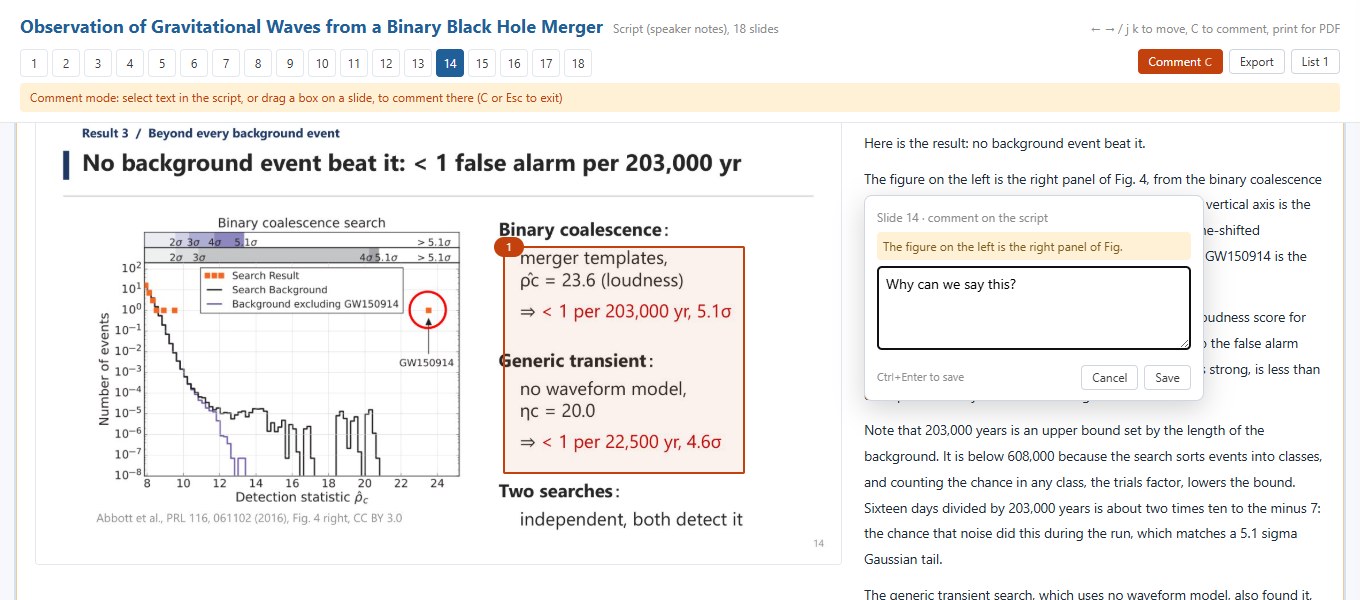 Observation of Gravitational Waves from a Binary Black Hole Merger Script (speaker notes), 18 slides
← → / j k to move, C to comment, print for PDF
1 2 3 4 5 6 7 8 9 10 11 12 13 14 15 16 17 18
Comment C Export List 1
Comment mode: select text in the script, or drag a box on a slide, to comment there (C or Esc to exit)
Result 3 / Beyond every background event
No background event beat it: < 1 false alarm per 203,000 yr
Binary coalescence search
2σ 3σ 4σ 5.1σ > 5.1σ
2σ 3σ 4σ 5.1σ > 5.1σ
Search Result
Search Background
Background excluding GW150914
GW150914
Number of events
10²
10¹
10⁰
10⁻¹
10⁻²
10⁻³
10⁻⁴
10⁻⁵
10⁻⁶
10⁻⁷
10⁻⁸
8 10 12 14 16 18 20 22 24
Detection statistic ρ̂c
Abbott et al., PRL 116, 061102 (2016), Fig. 4 right, CC BY 3.0
Binary coalescence:
1
merger templates,
ρ̂c = 23.6 (loudness)
⇒ < 1 per 203,000 yr, 5.1σ
Generic transient:
no waveform model,
ηc = 20.0
⇒ < 1 per 22,500 yr, 4.6σ
Two searches:
independent, both detect it
14
Here is the result: no background event beat it.
The figure on the left is the right panel of Fig. 4, from the binary coalescence
vertical axis is the
GW150914 is the
Slide 14 · comment on the script
The figure on the left is the right panel of Fig.
Why can we say this?
Ctrl+Enter to save
Cancel Save
score for
the false alarm
strong, is less than
Note that 203,000 years is an upper bound set by the length of the
background. It is below 608,000 because the search sorts events into classes,
and counting the chance in any class, the trials factor, lowers the bound.
Sixteen days divided by 203,000 years is about two times ten to the minus 7:
the chance that noise did this during the run, which matches a 5.1 sigma
Gaussian tail.
The generic transient search, which uses no waveform model, also found it,